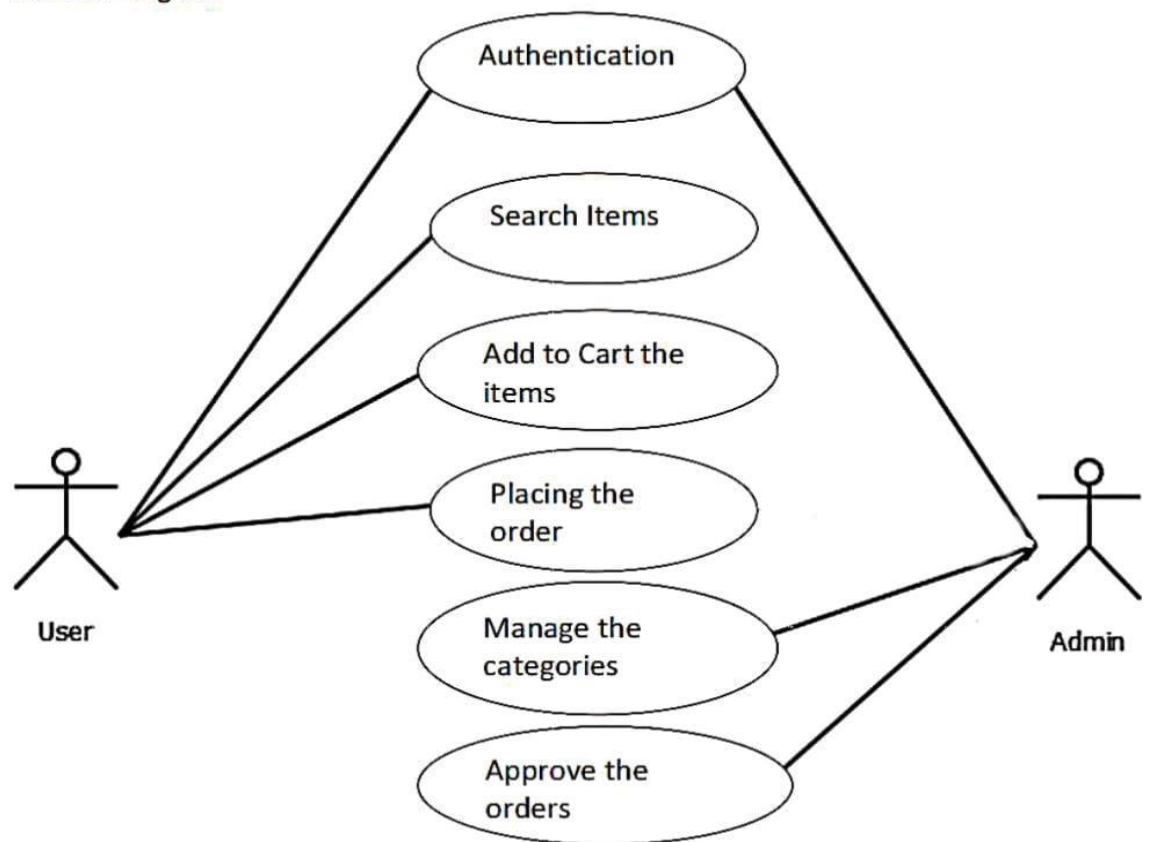 Authentication
Search Items
Add to Cart the
items
Placing the
order
Manage the
categories
Approve the
orders
User
Admin